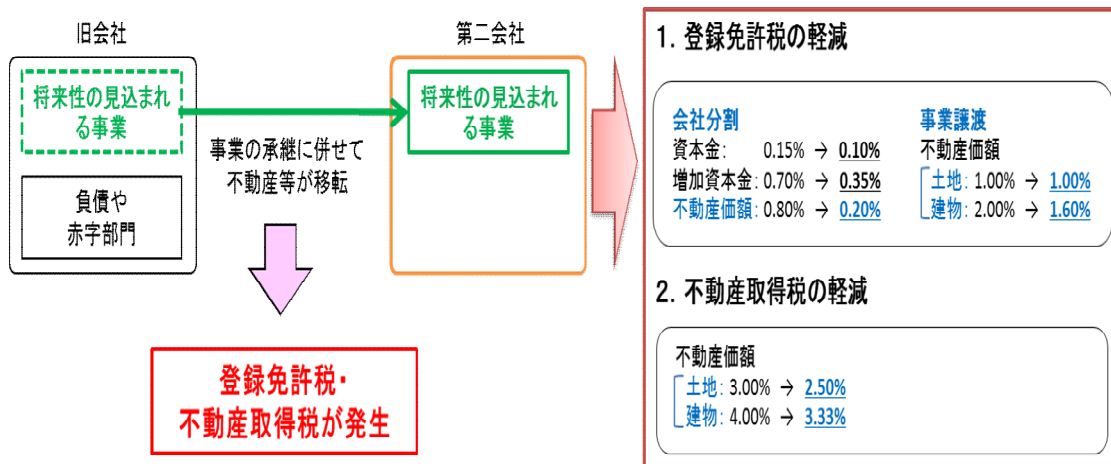 旧会社
第二会社
将来性の見込まれ
る事業
将来性の見込まれ
る事業
事業の承継に併せて
不動産等が移転
負債や
赤字部門
登録免許税・
不動産取得税が発生
1. 登録免許税の軽減
会社分割
資本金: 0.15% → 0.10%
増加資本金: 0.70% → 0.35%
不動産価額: 0.80% → 0.20%
事業譲渡
不動産価額
土地: 1.00% → 1.00%
建物: 2.00% → 1.60%
2. 不動産取得税の軽減
不動産価額
土地: 3.00% → 2.50%
建物: 4.00% → 3.33%